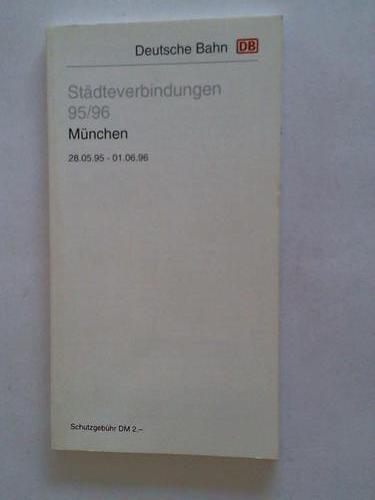 Deutsche Bahn DB
Städteverbindungen
95/96
München
28.05.95 - 01.06.96
Schutzgebühr DM 2.–